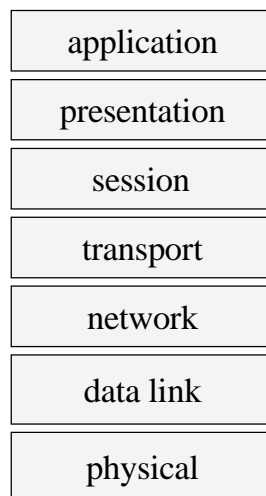 application
presentation
session
transport
network
data link
physical